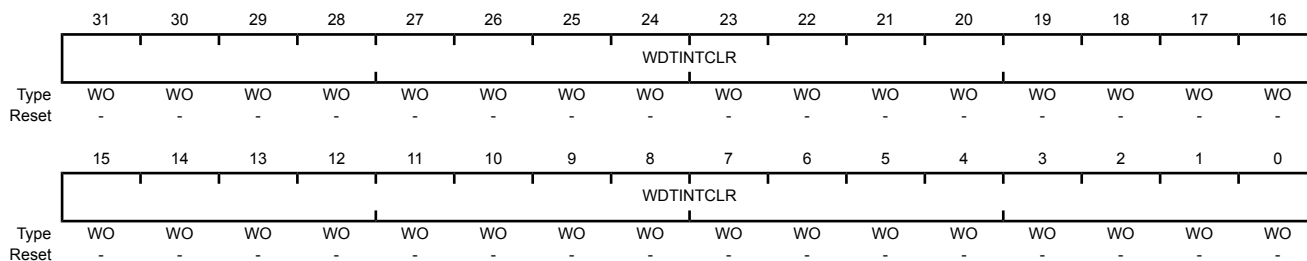 31 30 29 28 27 26 25 24 23 22 21 20 19 18 17 16
WDTINTCLR
Type WO WO WO WO WO WO WO WO WO WO WO WO WO WO WO WO
Reset - - - - - - - - - - - - - - - -
15 14 13 12 11 10 9 8 7 6 5 4 3 2 1 0
WDTINTCLR
Type WO WO WO WO WO WO WO WO WO WO WO WO WO WO WO WO
Reset - - - - - - - - - - - - - - - -